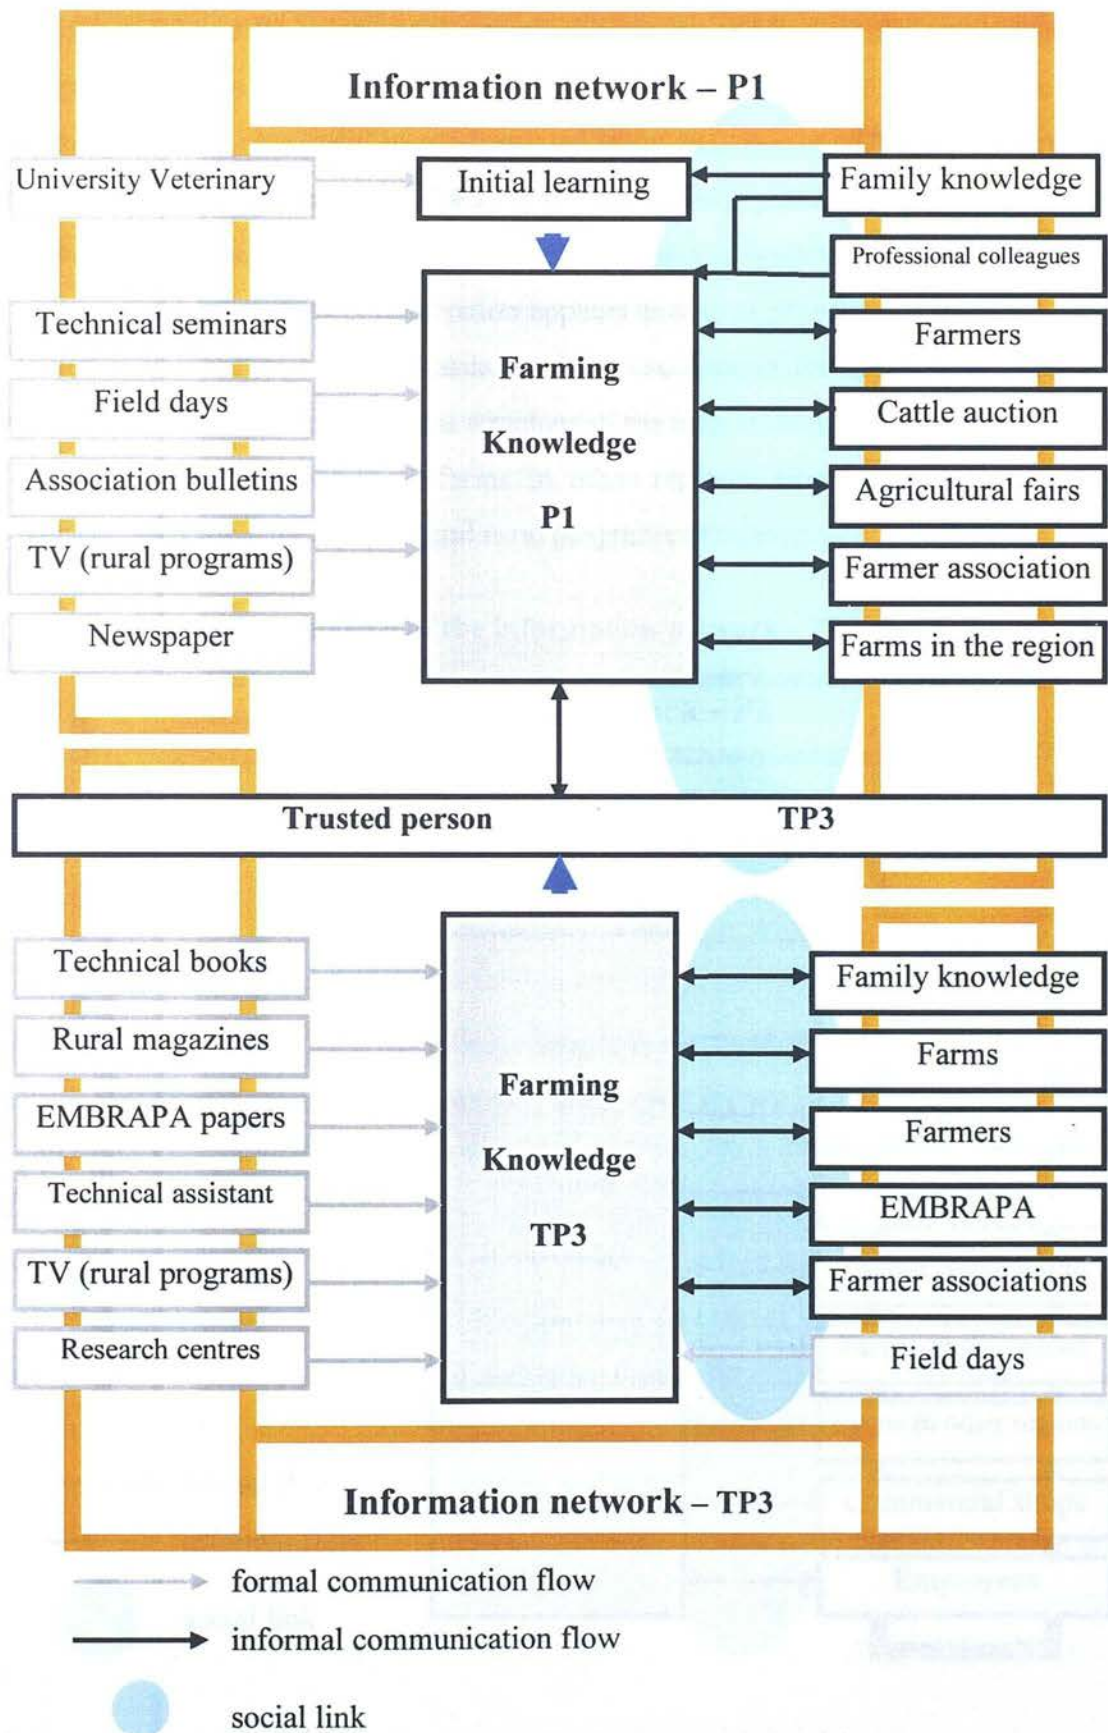 Information network – P1
University Veterinary
Initial learning
Family knowledge
Professional colleagues
Technical seminars
Farmers
Field days
Farming
Cattle auction
Association bulletins
Knowledge
Agricultural fairs
P1
TV (rural programs)
Farmer association
Newspaper
Farms in the region
Trusted person TP3
Technical books
Family knowledge
Rural magazines
Farms
Farming
EMBRAPA papers
Farmers
Knowledge
Technical assistant
EMBRAPA
TP3
TV (rural programs)
Farmer associations
Research centres
Field days
Information network – TP3
formal communication flow
informal communication flow
social link